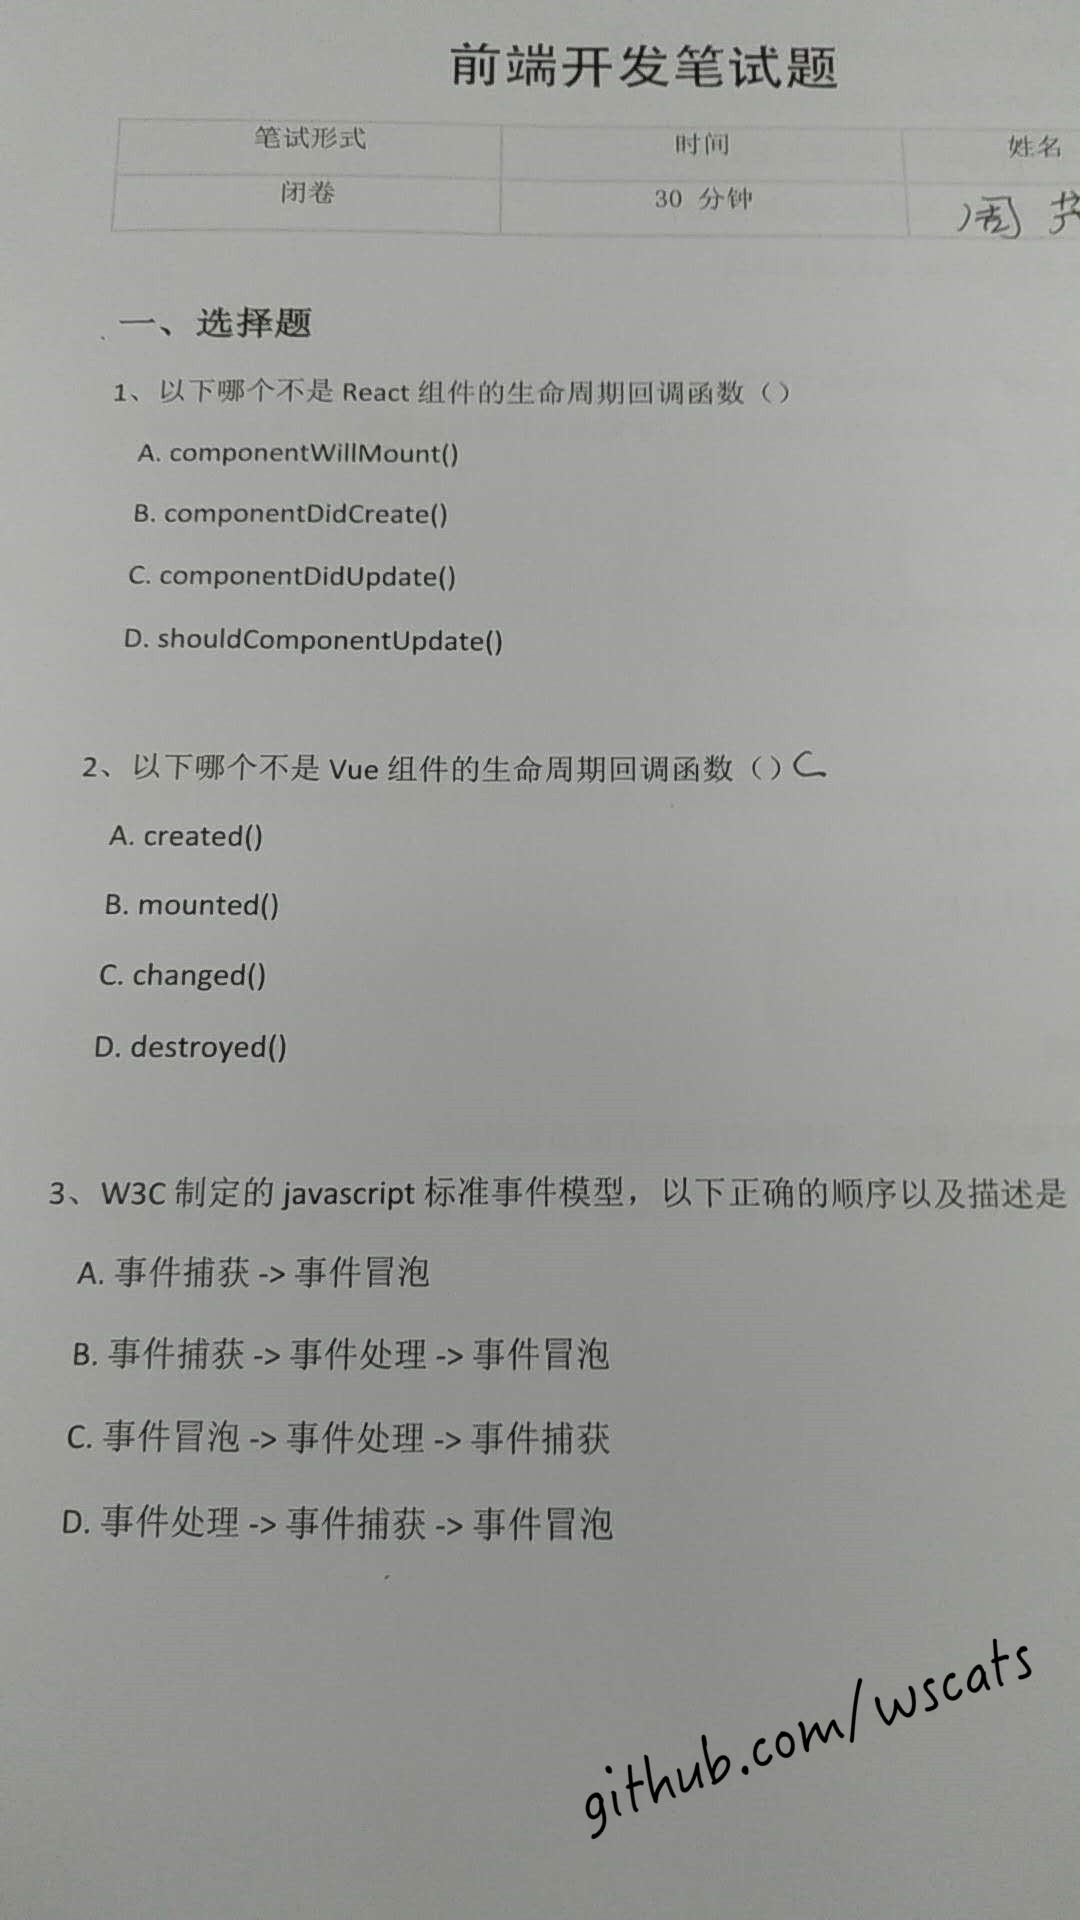 前端开发笔试题
笔试形式 时间 姓名
闭卷 30 分钟 周
一、选择题
1、以下哪个不是 React 组件的生命周期回调函数（）
A. componentWillMount()
B. componentDidCreate()
C. componentDidUpdate()
D. shouldComponentUpdate()
2、以下哪个不是 Vue 组件的生命周期回调函数（）C
A. created()
B. mounted()
C. changed()
D. destroyed()
3、W3C 制定的 javascript 标准事件模型，以下正确的顺序以及描述是
A. 事件捕获 -> 事件冒泡
B. 事件捕获 -> 事件处理 -> 事件冒泡
C. 事件冒泡 -> 事件处理 -> 事件捕获
D. 事件处理 -> 事件捕获 -> 事件冒泡
github.com/wscats